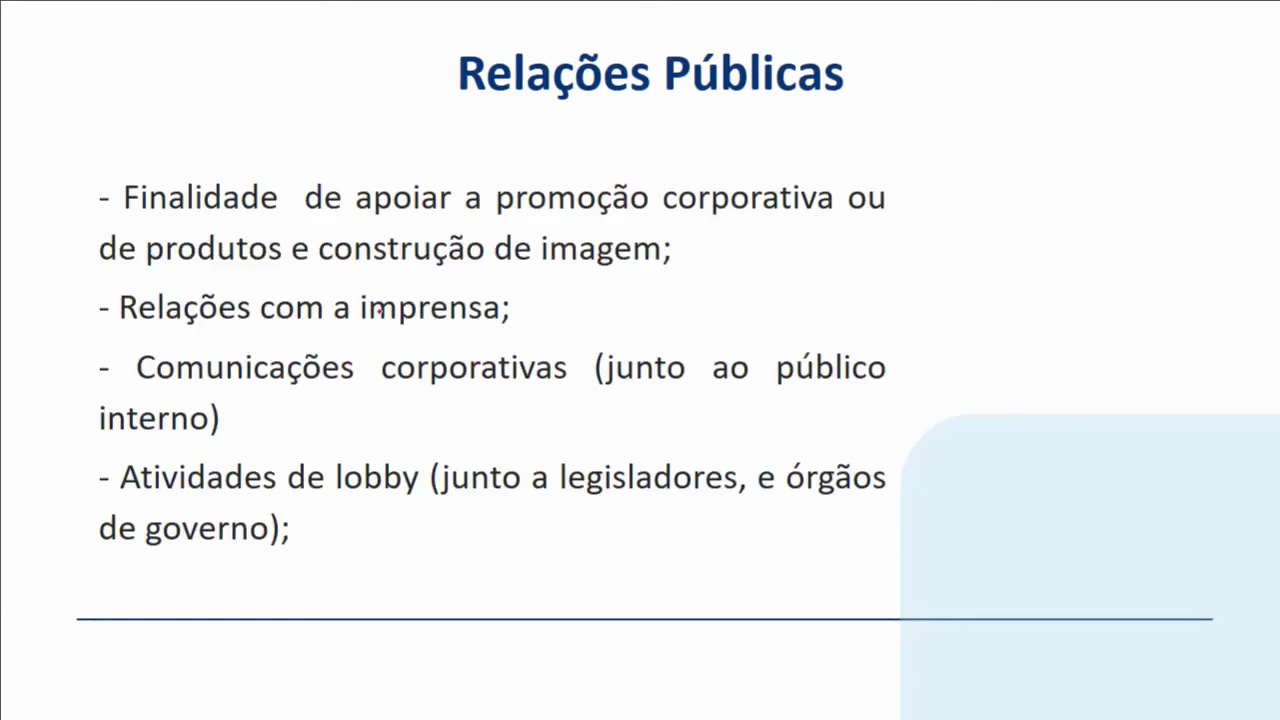 Relações Públicas
- Finalidade de apoiar a promoção corporativa ou
de produtos e construção de imagem;
- Relações com a imprensa;
- Comunicações corporativas (junto ao público
interno)
- Atividades de lobby (junto a legisladores, e órgãos
de governo);